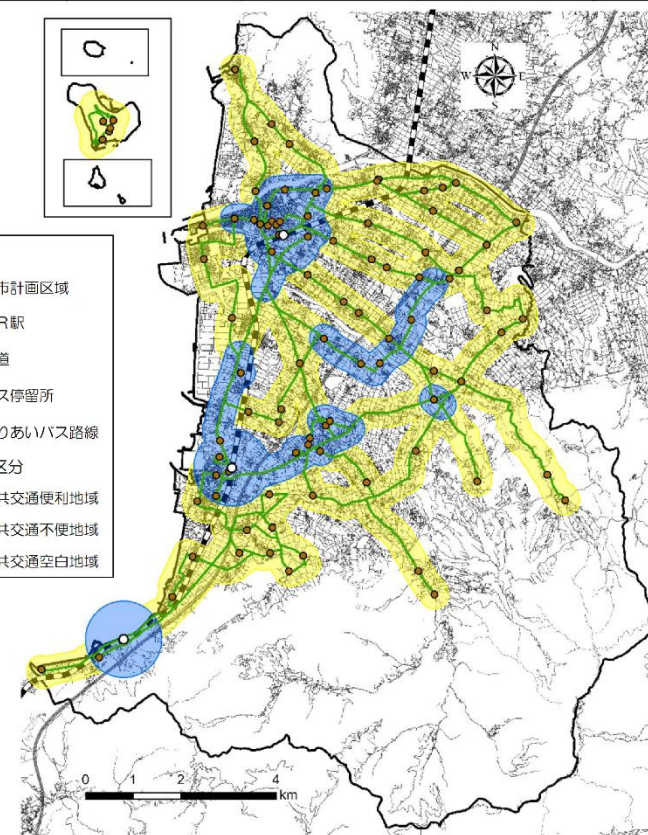 N
W E
S
市計画区域
R駅
道
ス停留所
りあいバス路線
区分
共交通便利地域
共交通不便地域
共交通空白地域
0 1 2 4
km